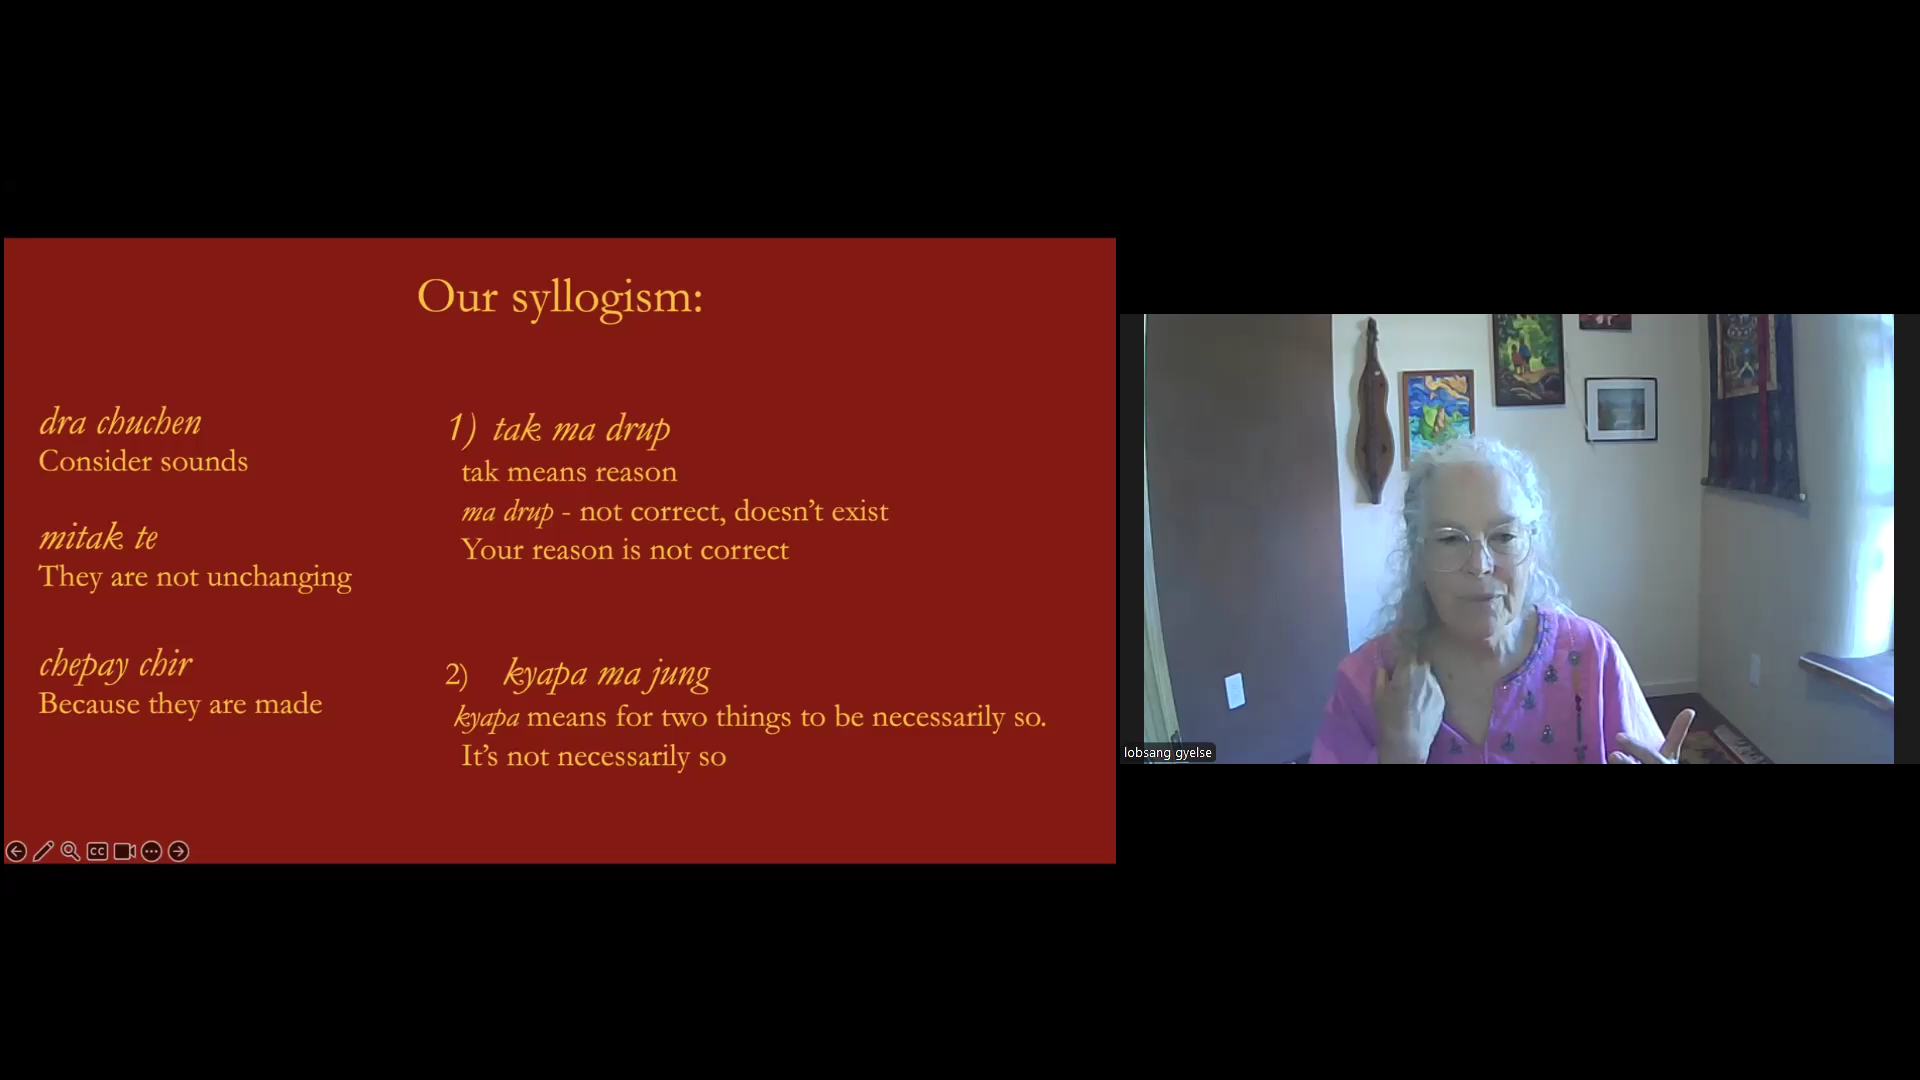 Our syllogism:
dra chuchen
Consider sounds
mitak te
They are not unchanging
chepay chir
Because they are made
1) tak ma drup
tak means reason
ma drup - not correct, doesn't exist
Your reason is not correct
2) kyapa ma jung
kyapa means for two things to be necessarily so.
It's not necessarily so
CC
lobsang gyelse